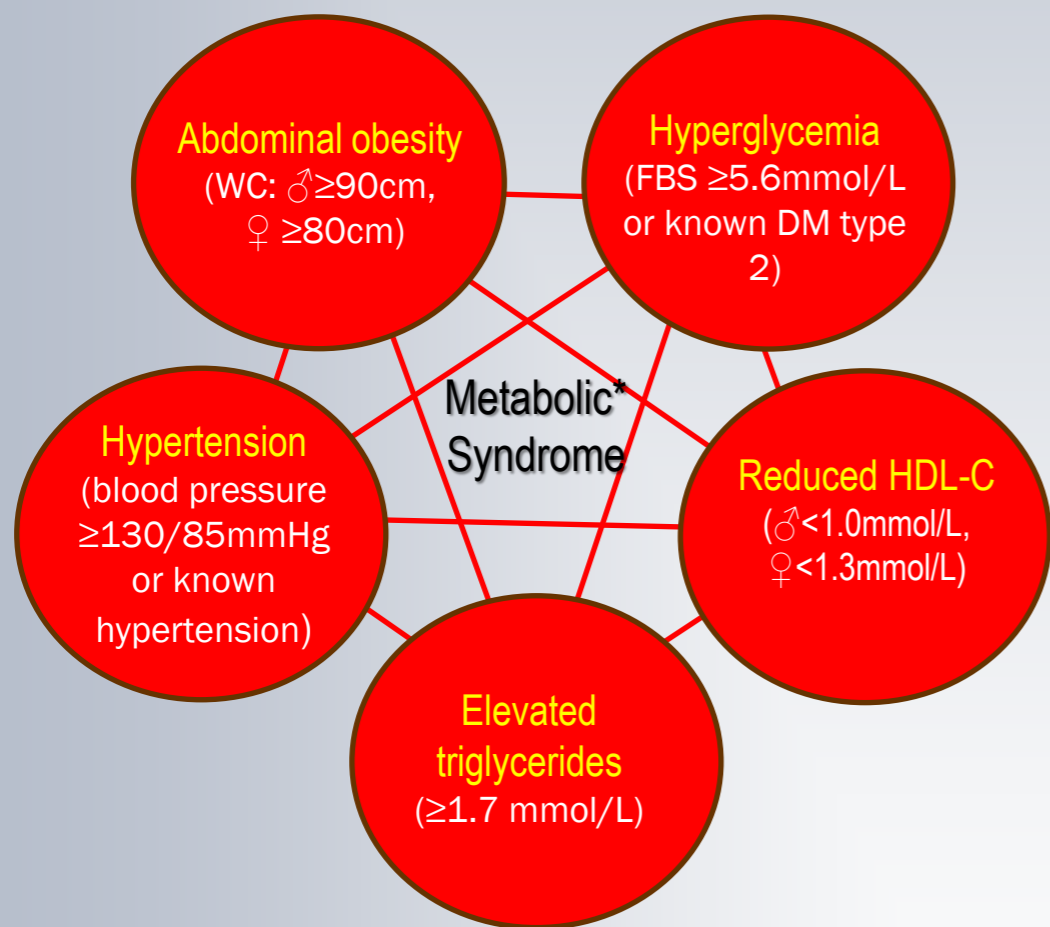 Abdominal obesity
(WC: ♂≥90cm,
♀ ≥80cm)
Hyperglycemia
(FBS ≥5.6mmol/L
or known DM type
2)
Metabolic*
Syndrome
Hypertension
(blood pressure
≥130/85mmHg
or known
hypertension)
Reduced HDL-C
(♂<1.0mmol/L,
♀<1.3mmol/L)
Elevated
triglycerides
(≥1.7 mmol/L)